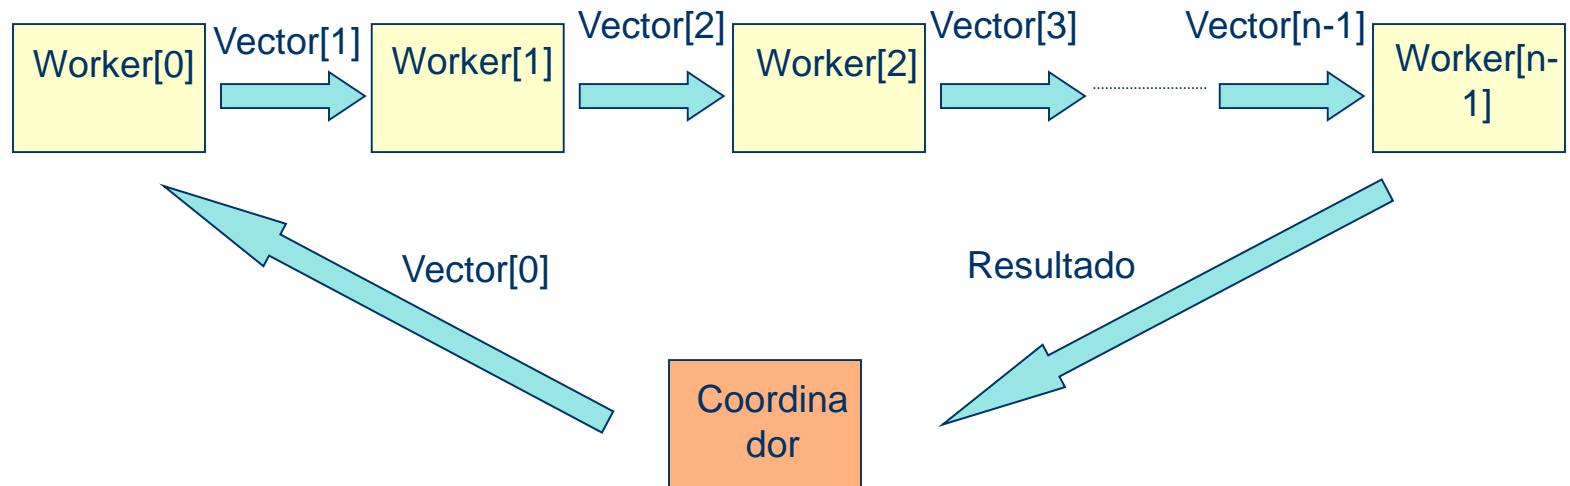 Worker[0]
Vector[1]
Worker[1]
Vector[2]
Worker[2]
Vector[3]
Vector[n-1]
Worker[n-
1]
Vector[0]
Resultado
Coordina
dor